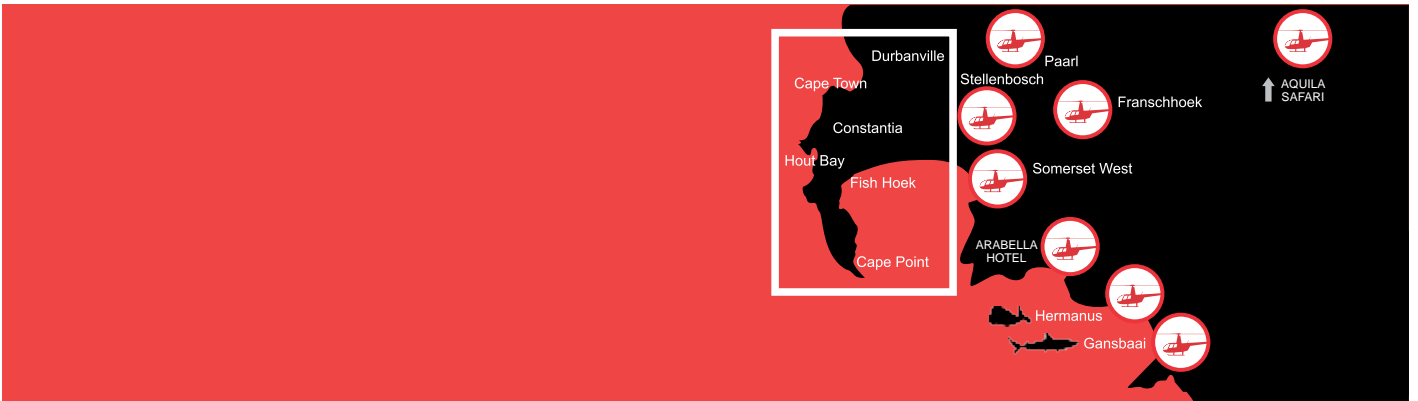 Durbanville
Paarl
Cape Town
Stellenbosch
AQUILA
SAFARI
Franschhoek
Constantia
Hout Bay
Somerset West
Fish Hoek
ARABELLA
HOTEL
Cape Point
Hermanus
Gansbaai